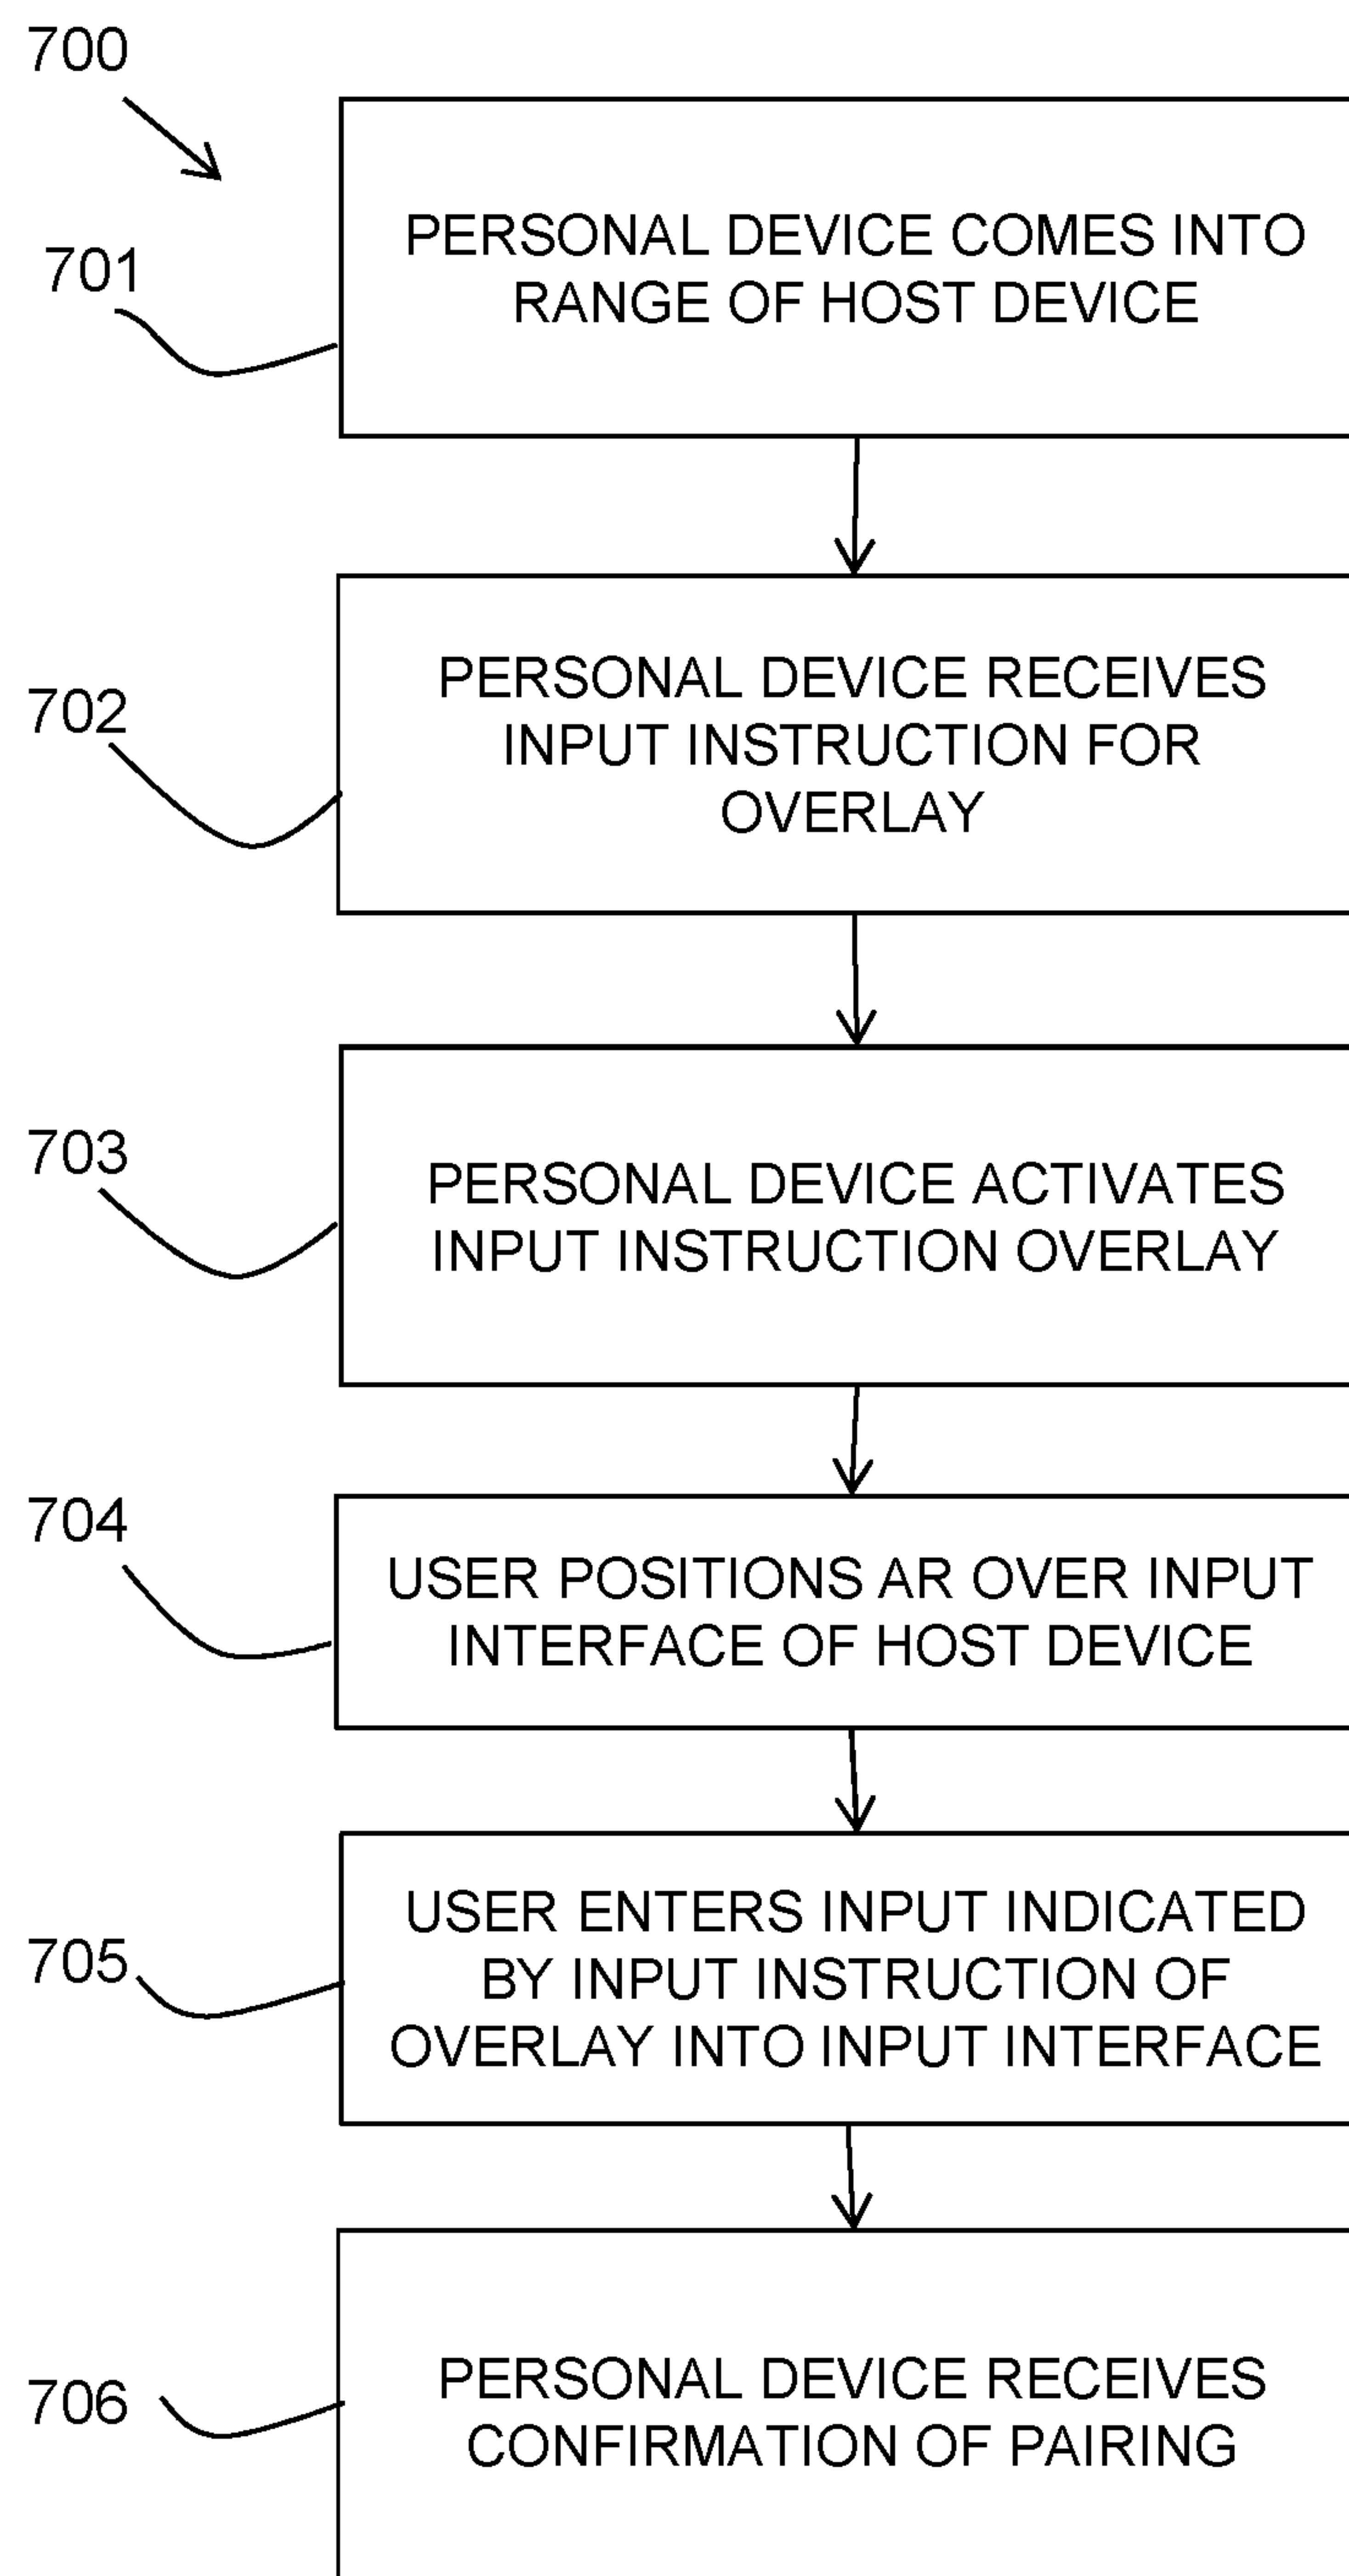 700
701
PERSONAL DEVICE COMES INTO
RANGE OF HOST DEVICE
702
PERSONAL DEVICE RECEIVES
INPUT INSTRUCTION FOR
OVERLAY
703
PERSONAL DEVICE ACTIVATES
INPUT INSTRUCTION OVERLAY
704
USER POSITIONS AR OVER INPUT
INTERFACE OF HOST DEVICE
705
USER ENTERS INPUT INDICATED
BY INPUT INSTRUCTION OF
OVERLAY INTO INPUT INTERFACE
706
PERSONAL DEVICE RECEIVES
CONFIRMATION OF PAIRING